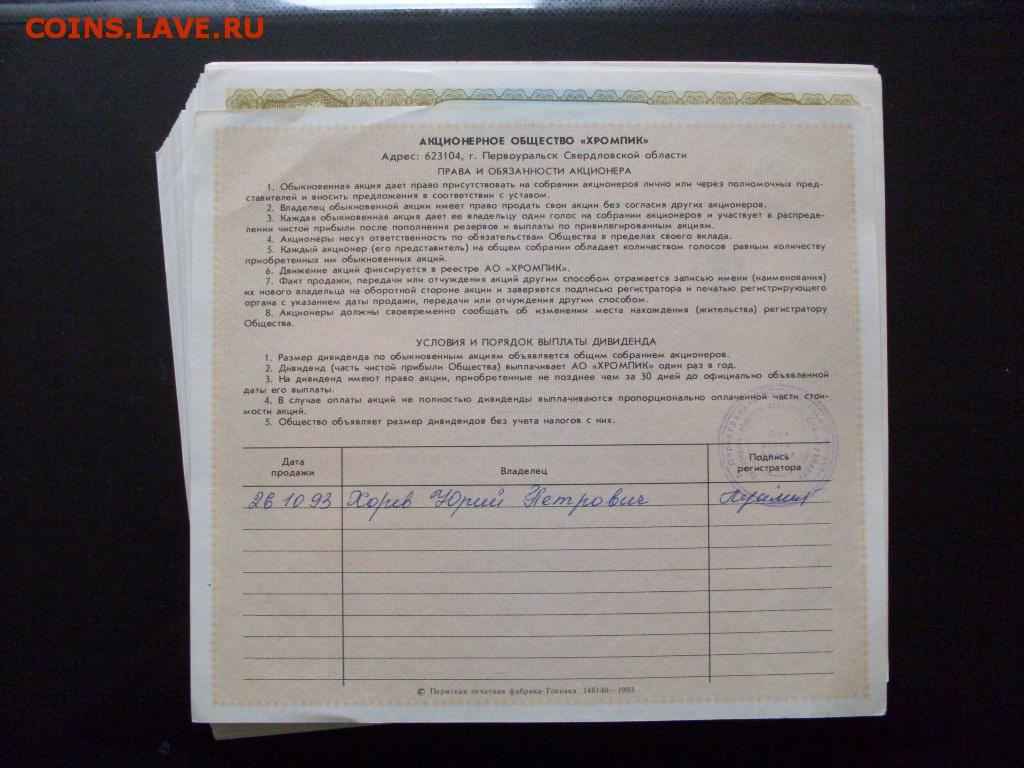 COINS.LAVE.RU
АКЦИОНЕРНОЕ ОБЩЕСТВО «ХРОМПИК»
Адрес: 623104, г. Первоуральск Свердловской области
ПРАВА И ОБЯЗАННОСТИ АКЦИОНЕРА
1. Обыкновенная акция дает право присутствовать на собрании акционеров лично или через полномочных пред-
ставителей и вносить предложения в соответствии с уставом.
2. Владелец обыкновенной акции имеет право продать свои акции без согласия других акционеров.
3. Каждая обыкновенная акция дает ее владельцу один голос на собрании акционеров и участвует в распреде-
лении чистой прибыли после пополнения резервов и выплаты по привилегированным акциям.
4. Акционеры несут ответственность по обязательствам Общества в пределах своего вклада.
5. Каждый акционер (его представитель) на общем собрании обладает количеством голосов равным количеству
приобретенных им обыкновенных акций.
6. Движение акций фиксируется в реестре АО «ХРОМПИК».
7. Факт продажи, передачи или отчуждения акций другим способом отражается записью имени (наименования)
их нового владельца на оборотной стороне акции и заверяется подписью регистратора и печатью регистрирующего
органа с указанием даты продажи, передачи или отчуждения другим способом.
8. Акционеры должны своевременно сообщать об изменении места нахождения (жительства) регистратору
Общества.
УСЛОВИЯ И ПОРЯДОК ВЫПЛАТЫ ДИВИДЕНДА
1. Размер дивиденда по обыкновенным акциям объявляется общим собранием акционеров.
2. Дивиденд (часть чистой прибыли Общества) выплачивает АО «ХРОМПИК» один раз в год.
3. На дивиденд имеют право акции, приобретенные не позднее чем за 30 дней до официально объявленной
даты его выплаты.
4. В случае оплаты акций не полностью дивиденды выплачиваются пропорционально оплаченной части стои-
мости акций.
5. Общество объявляет размер дивидендов без учета налогов с них.
Дата продажи Владелец Подпись регистратора
26 10 93 Хорев Юрий Петрович
© Пермская печатная фабрика Гознака. 146140—1993.